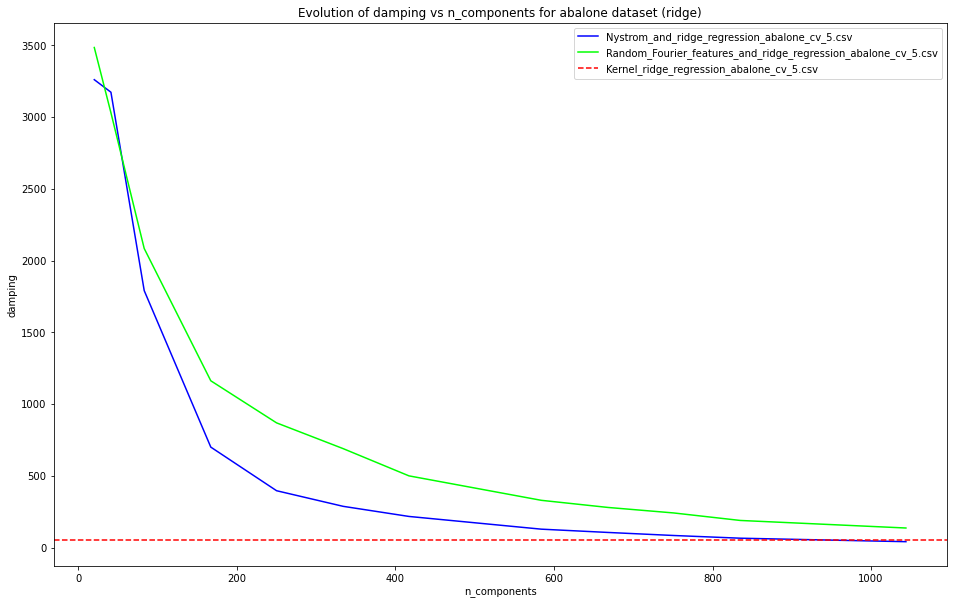 Evolution of damping vs n_components for abalone dataset (ridge)
Nystrom_and_ridge_regression_abalone_cv_5.csv
Random_Fourier_features_and_ridge_regression_abalone_cv_5.csv
Kernel_ridge_regression_abalone_cv_5.csv
3500
3000
2500
2000
1500
1000
500
0
damping
0 200 400 600 800 1000
n_components